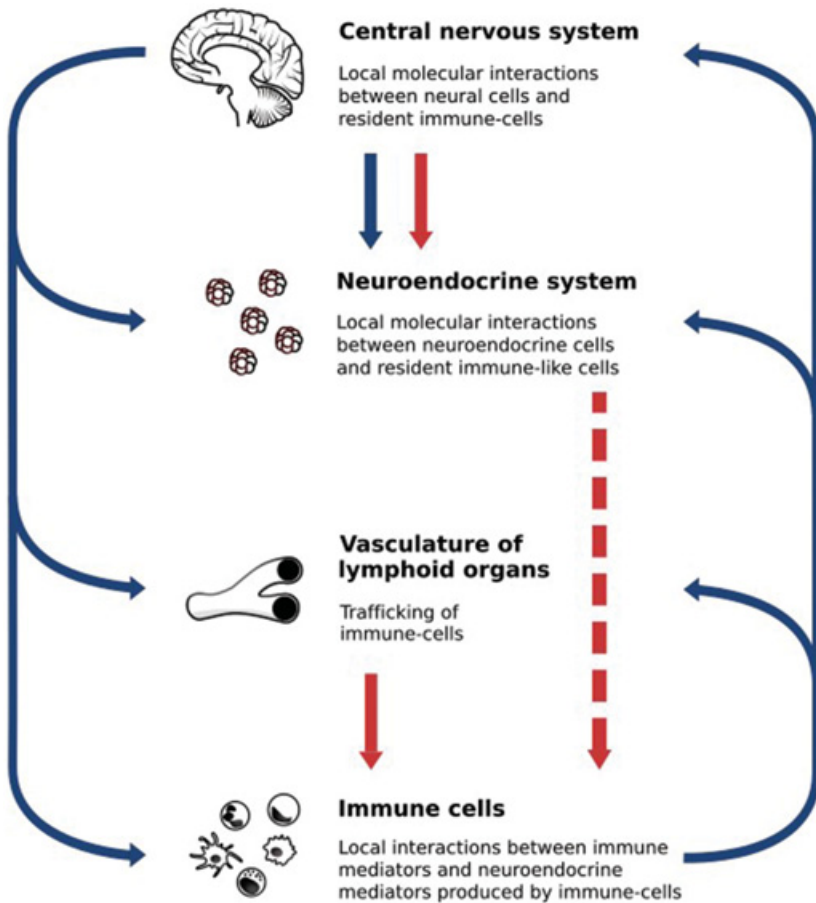 Central nervous system
Local molecular interactions
between neural cells and
resident immune-cells
Neuroendocrine system
Local molecular interactions
between neuroendocrine cells
and resident immune-like cells
Vasculature of
lymphoid organs
Trafficking of
immune-cells
Immune cells
Local interactions between immune
mediators and neuroendocrine
mediators produced by immune-cells